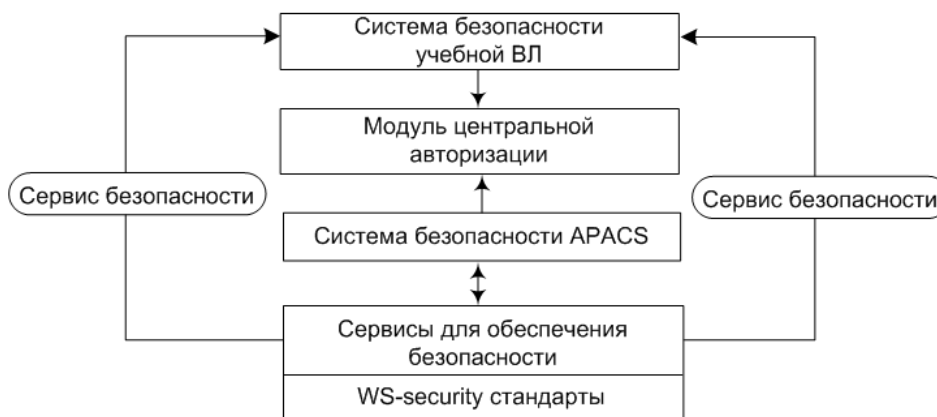 Система безопасности
учебной ВЛ
Модуль центральной
авторизации
Сервис безопасности
Сервис безопасности
Система безопасности APACS
Сервисы для обеспечения
безопасности
WS-security стандарты